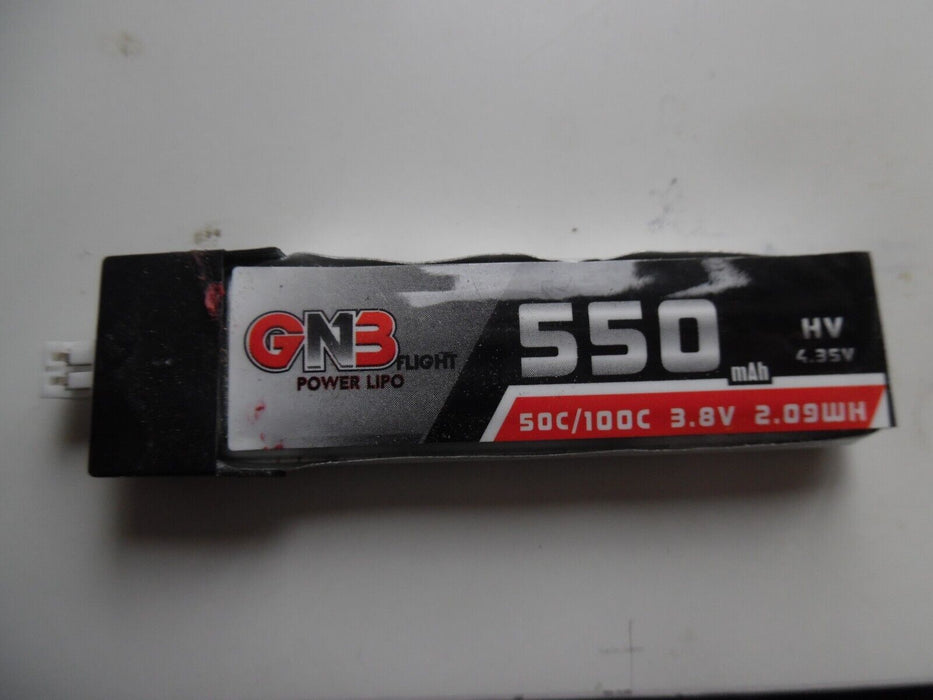 GNB
FLIGHT
POWER LIPO
550
mAh
HV
4.35V
50C/100C 3.8V 2.09WH